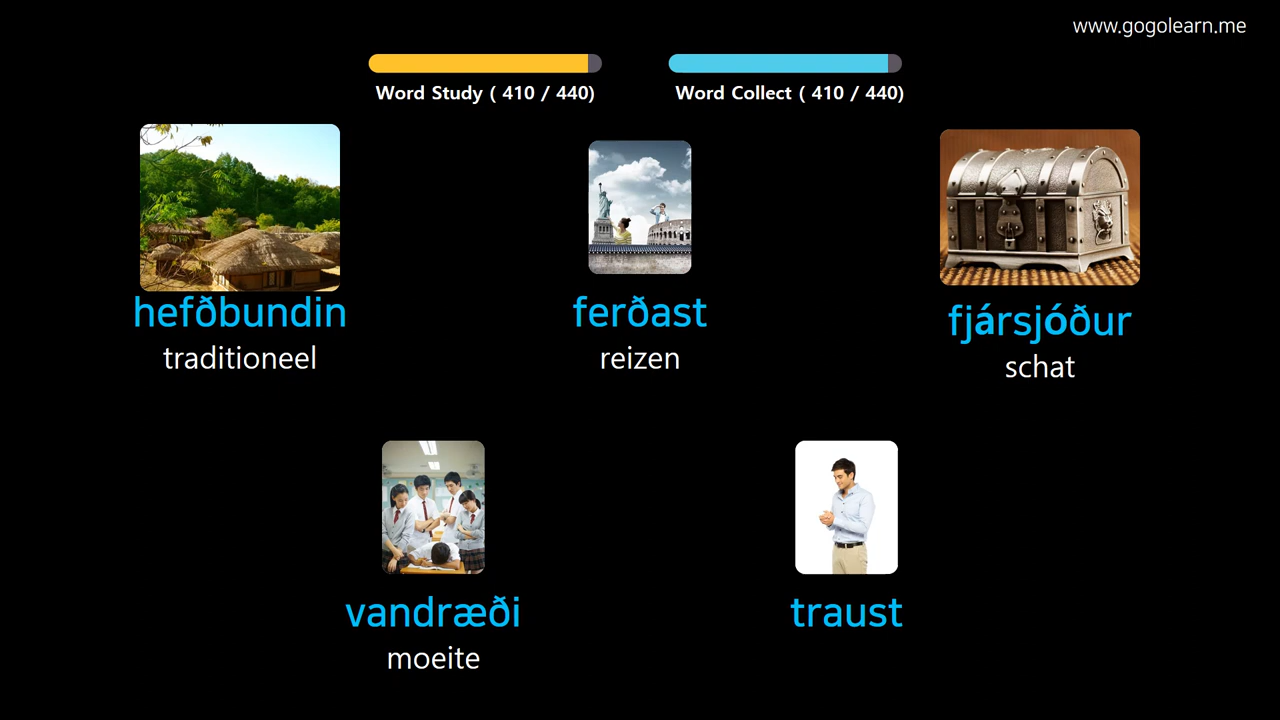 www.gogolearn.me
Word Study ( 410 / 440)
Word Collect ( 410 / 440)
hefðbundin
traditioneel
ferðast
reizen
fjársjóður
schat
vandræði
moeite
traust